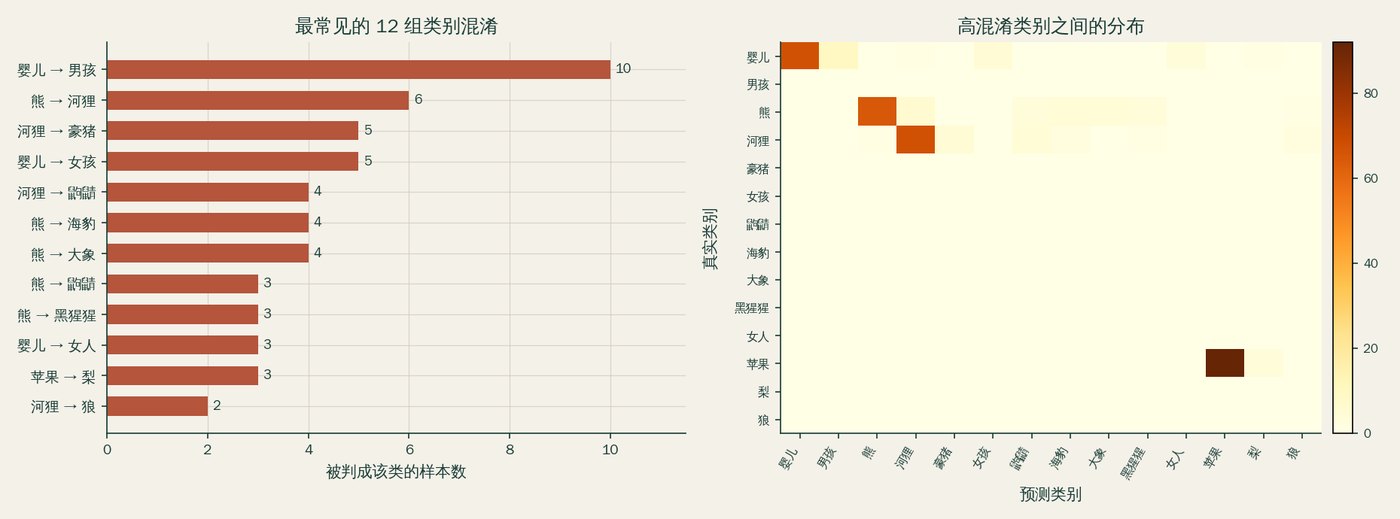 最常见的 12 组类别混淆
婴儿 → 男孩
10
熊 → 河狸
6
河狸 → 豪猪
5
婴儿 → 女孩
5
河狸 → 鼩鼱
4
熊 → 海豹
4
熊 → 大象
4
熊 → 鼩鼱
3
熊 → 黑猩猩
3
婴儿 → 女人
3
苹果 → 梨
3
河狸 → 狼
2
0 2 4 6 8 10
被判成该类的样本数
高混淆类别之间的分布
真实类别
婴儿
男孩
熊
河狸
豪猪
女孩
鼩鼱
海豹
大象
黑猩猩
女人
苹果
梨
狼
婴儿 男孩 熊 河狸 豪猪 女孩 鼩鼱 海豹 大象 黑猩猩 女人 苹果 梨 狼
预测类别
80
60
40
20
0